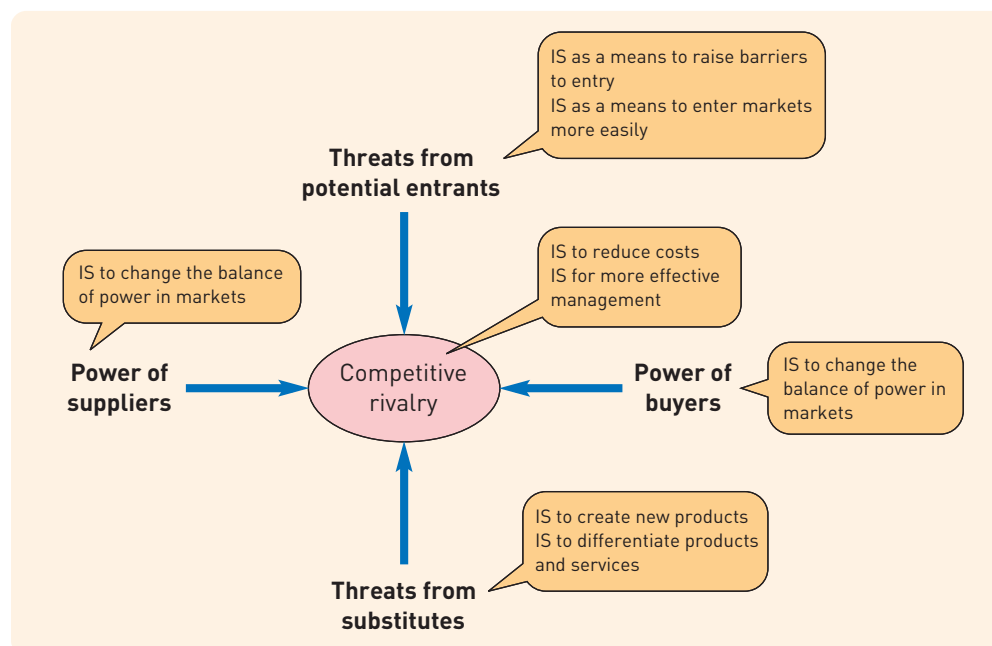 IS as a means to raise barriers
to entry
IS as a means to enter markets
more easily
Threats from
potential entrants
IS to reduce costs
IS for more effective
management
IS to change the balance
of power in markets
Power of
suppliers
Competitive
rivalry
Power of
buyers
IS to change the
balance of power in
markets
IS to create new products
IS to differentiate products
and services
Threats from
substitutes